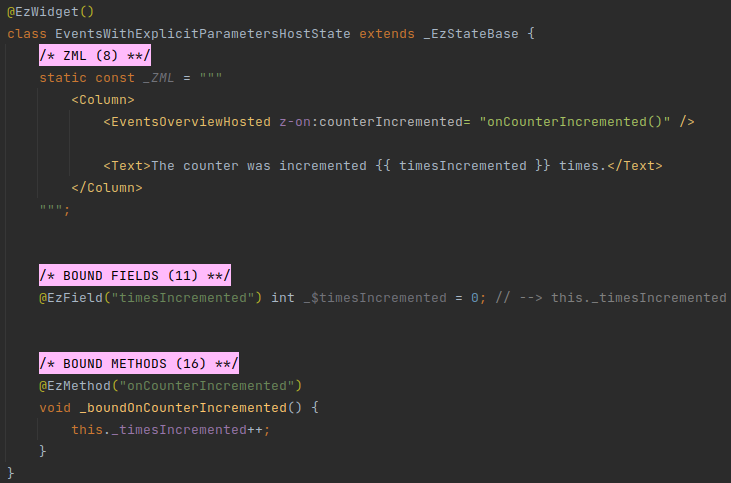 @EzWidget()
class EventsWithExplicitParametersHostState extends _EzStateBase {
    /* ZML (8) **/
    static const _ZML = """
        <Column>
            <EventsOverviewHosted z-on:counterIncremented= "onCounterIncremented()" />

            <Text>The counter was incremented {{ timesIncremented }} times.</Text>
        </Column>
    """;


    /* BOUND FIELDS (11) **/
    @EzField("timesIncremented") int _$timesIncremented = 0; // --> this._timesIncremented


    /* BOUND METHODS (16) **/
    @EzMethod("onCounterIncremented")
    void _boundOnCounterIncremented() {
        this._timesIncremented++;
    }
}